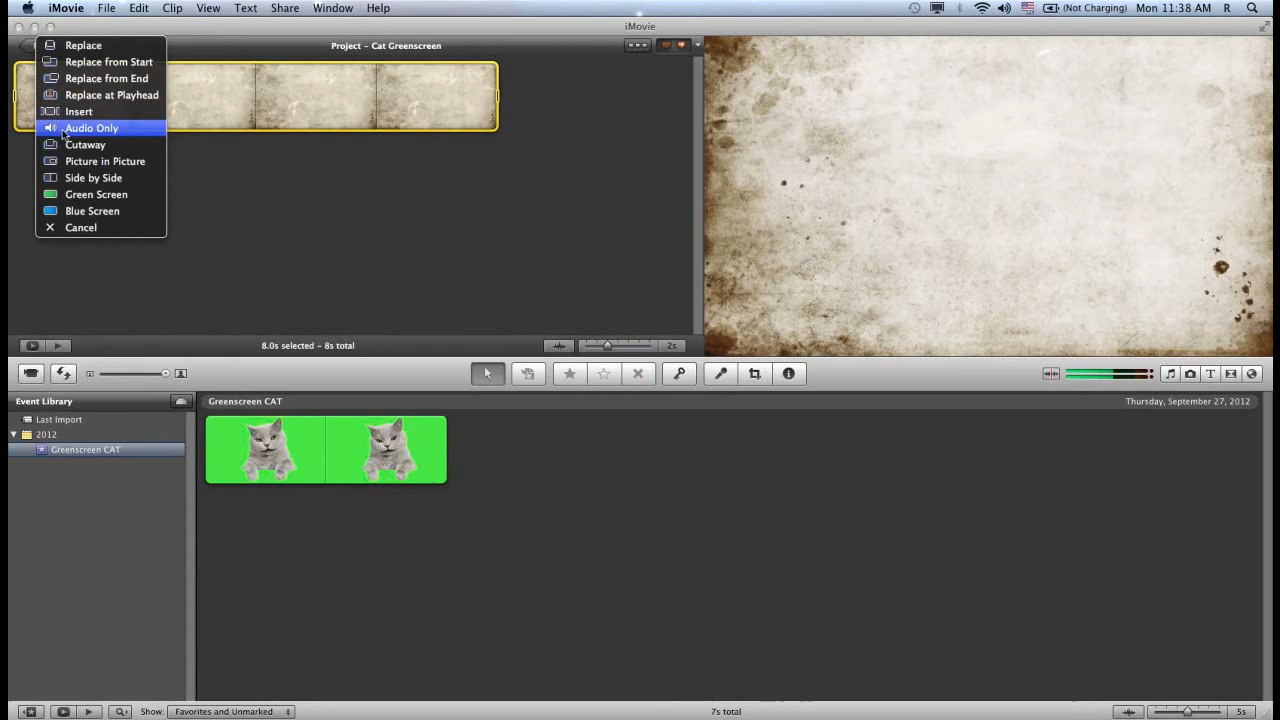 iMovie File Edit Clip View Text Share Window Help (Not Charging) Mon 11:38 AM R
iMovie
Project - Cat Greenscreen
Replace
Replace from Start
Replace from End
Replace at Playhead
Insert
Audio Only
Cutaway
Picture in Picture
Side by Side
Green Screen
Blue Screen
Cancel
8.0s selected - 8s total 2s
Event Library
Greenscreen CAT Thursday, September 27, 2012
Last Import
2012
Greenscreen CAT
Show: Favorites and Unmarked 7s total 5s